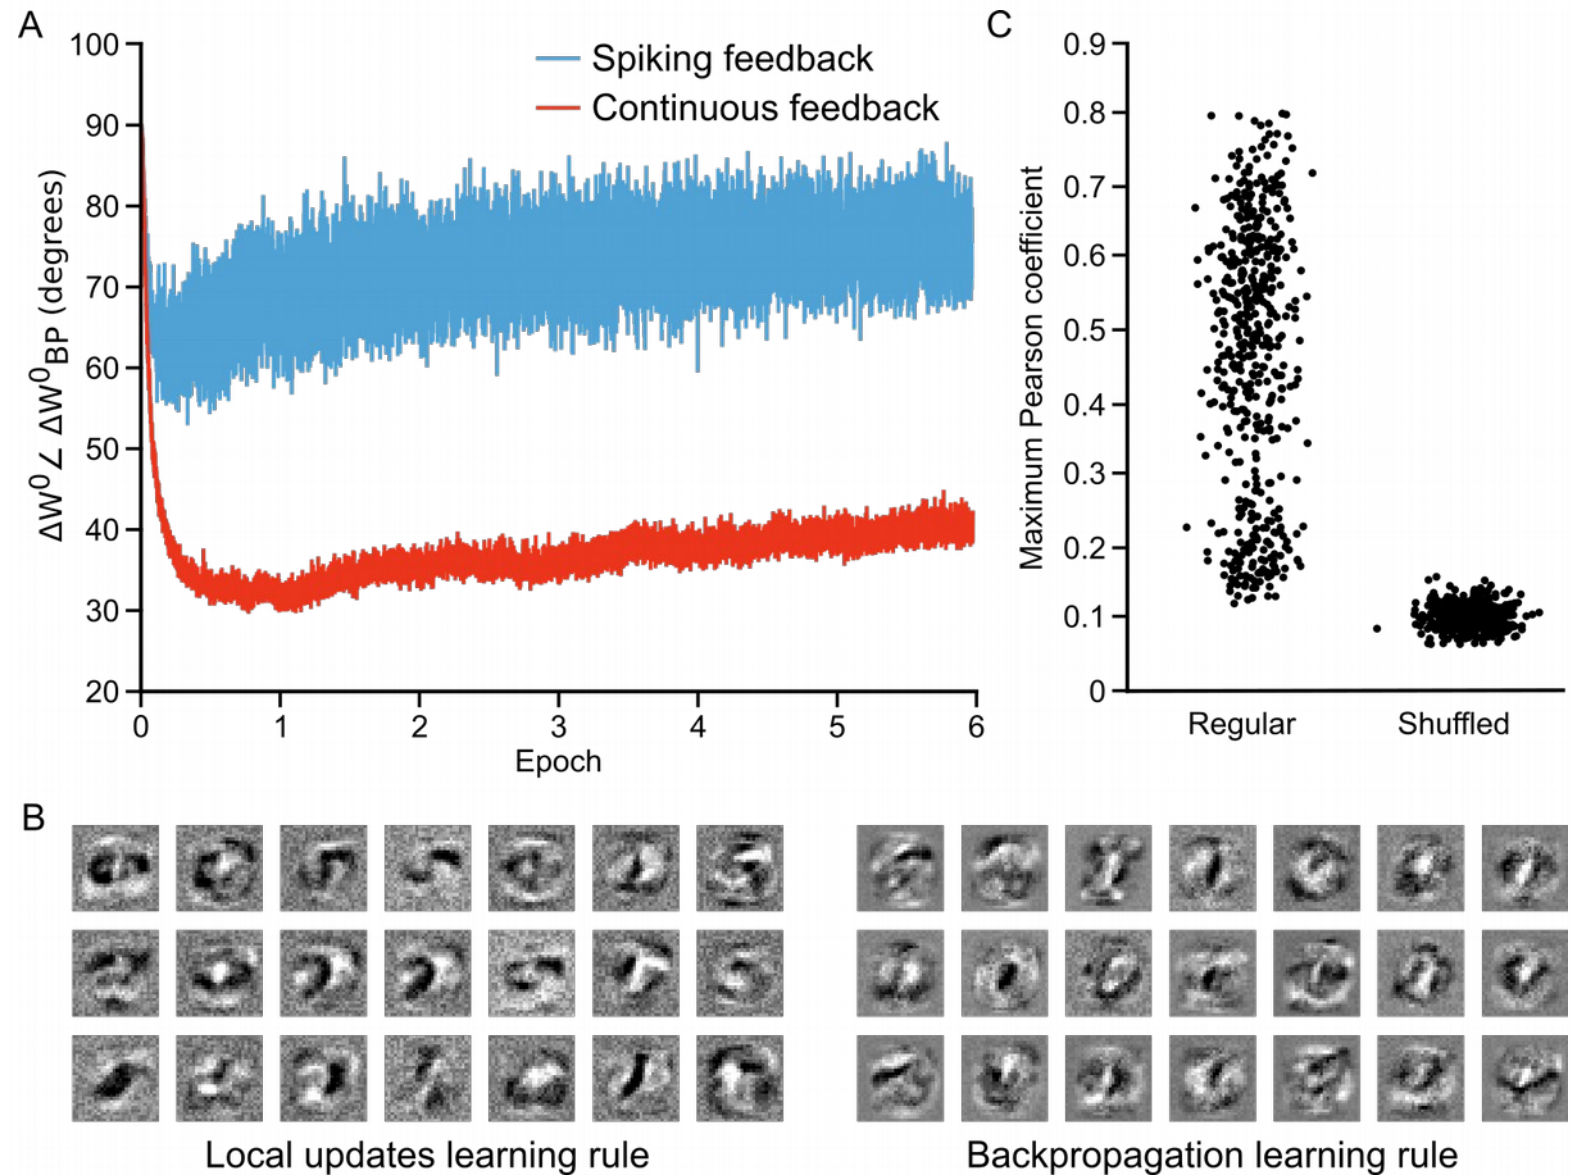 A
100
90
80
70
60
50
40
30
20
ΔW⁰∠ ΔW⁰BP (degrees)
Spiking feedback
Continuous feedback
0 1 2 3 4 5 6
Epoch
C
0.9
0.8
0.7
0.6
0.5
0.4
0.3
0.2
0.1
0
Maximum Pearson coefficient
Regular Shuffled
B
Local updates learning rule
Backpropagation learning rule